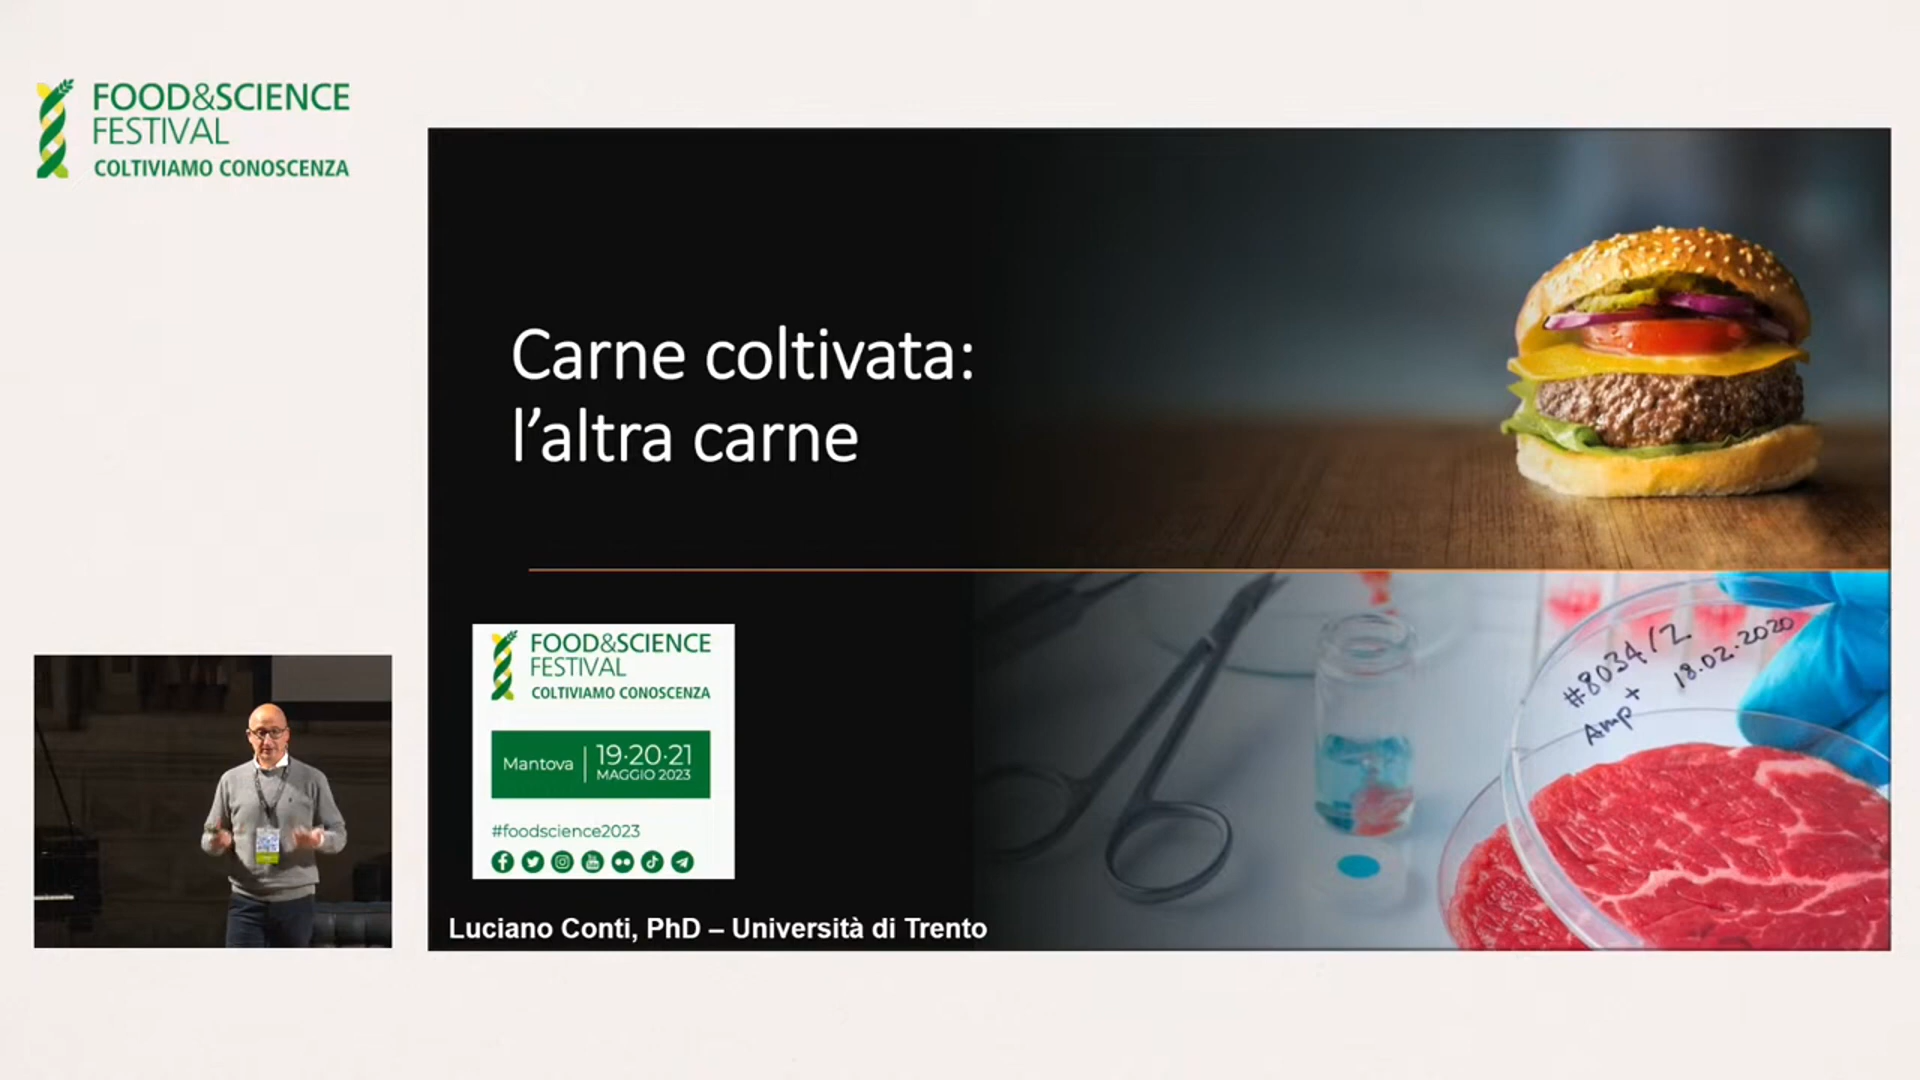 FOOD&SCIENCE
FESTIVAL
COLTIVIAMO CONOSCENZA
Carne coltivata:
l’altra carne
FOOD&SCIENCE
FESTIVAL
COLTIVIAMO CONOSCENZA
Mantova
19·20·21
MAGGIO 2023
#foodscience2023
Luciano Conti, PhD – Università di Trento
#8034/2
18.02.2020
Amp+